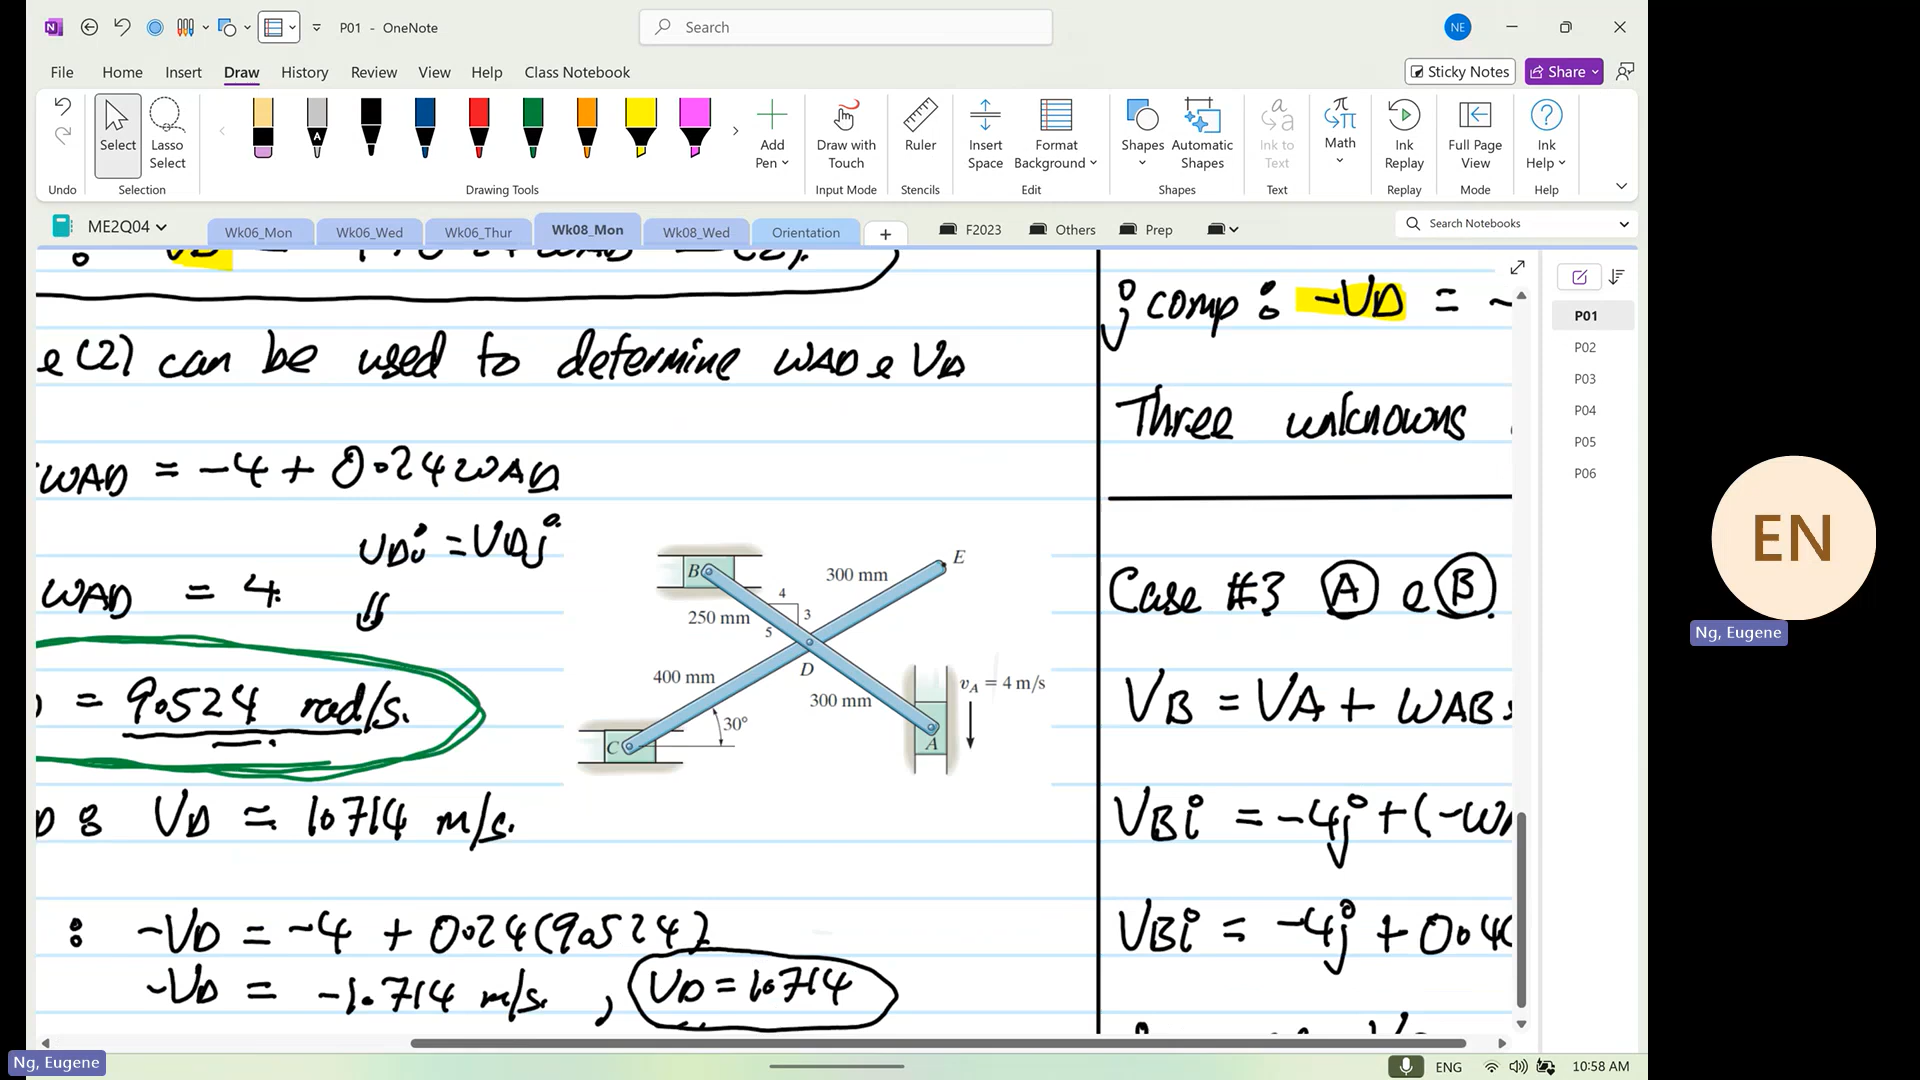 P01 - OneNote
Search
NE
File Home Insert Draw History Review View Help Class Notebook
Sticky Notes Share
Select
Lasso Select
Add Pen
Draw with Touch
Ruler
Insert Space
Format Background
Shapes
Automatic Shapes
Ink to Text
Math
Ink Replay
Full Page View
Ink Help
Undo Selection Drawing Tools Input Mode Stencils Edit Shapes Text Replay Mode Help
ME2Q04 Wk06_Mon Wk06_Wed Wk06_Thur Wk08_Mon Wk08_Wed Orientation F2023 Others Prep Search Notebooks
P01
P02
P03
P04
P05
P06
e (2) can be used to determine WAD e VD
WAD = -4 + 0.24 WAD
VDi = VDj
WAD = 4
= 9.524 rad/s.
VD = 1.714 m/s.
: -VD = -4 + 0.24(9.524)
-VD = -1.714 m/s , VD = 1.714
B
E
300 mm
4
3
5
250 mm
D
400 mm
300 mm
vA = 4 m/s
30°
C
A
j comp : -VD = -
Three unknowns
Case #3 A e B
VB = VA + WAB
VBi = -4j + (-W
VBi = -4j + 0.4
EN
Ng, Eugene
Ng, Eugene
ENG 10:58 AM